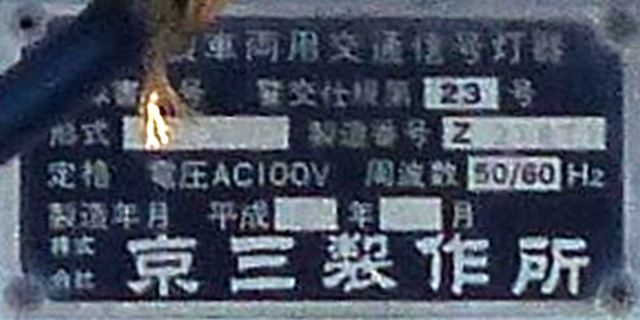 車両用交通信号灯器
書 号 警交仕規第 23 号
形式 製造番号 Z
定格 電圧AC100V 周波数 50/60 Hz
製造年月 平成 年 月
株式会社 京三製作所